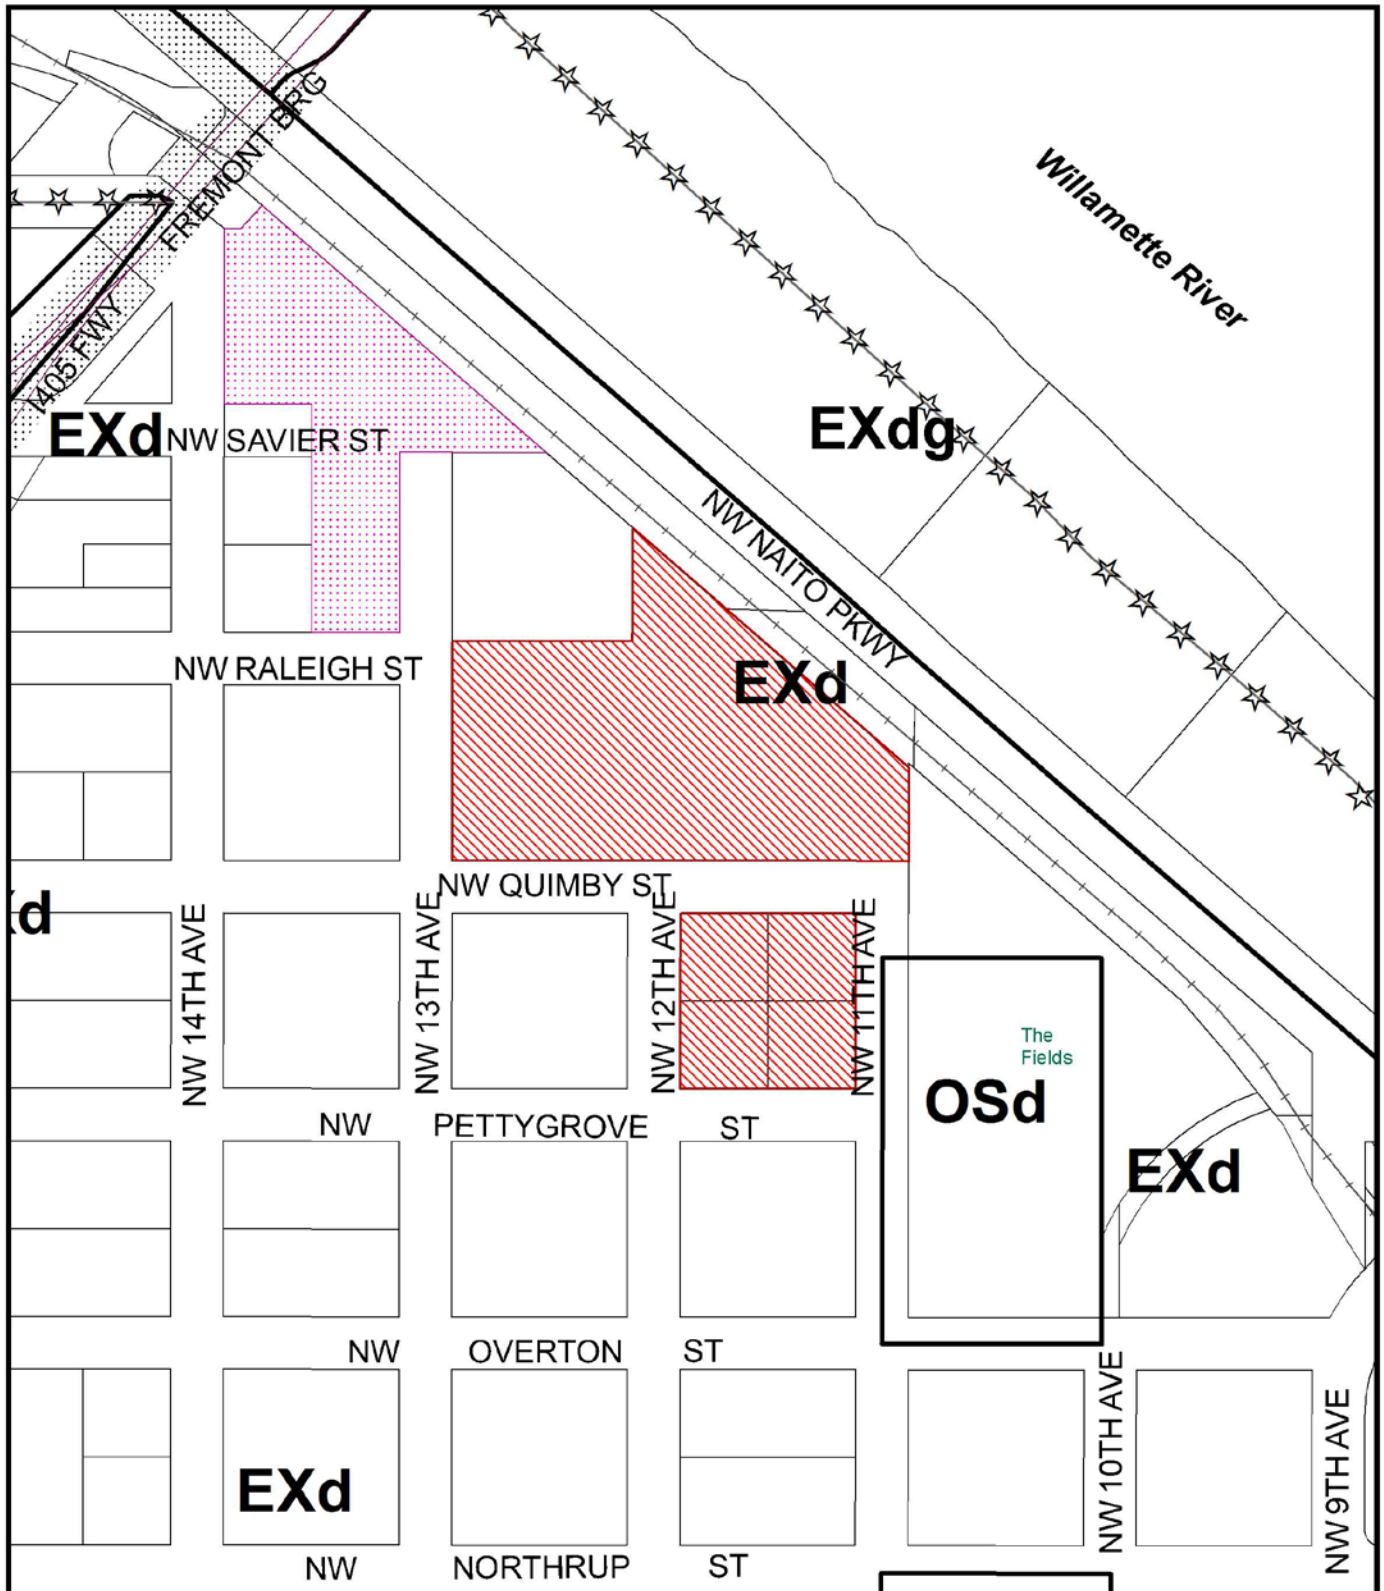 FREMONT BRG
Willamette River
I405 FWY
EXd
NW SAVIER ST
EXdg
NW NAITO PKWY
NW RALEIGH ST
EXd
NW QUIMBY ST
Xd
NW 14TH AVE
NW 13TH AVE
NW 12TH AVE
NW 11TH AVE
The
Fields
OSd
NW PETTYGROVE ST
EXd
NW OVERTON ST
NW 10TH AVE
NW 9TH AVE
EXd
NW NORTHRUP ST